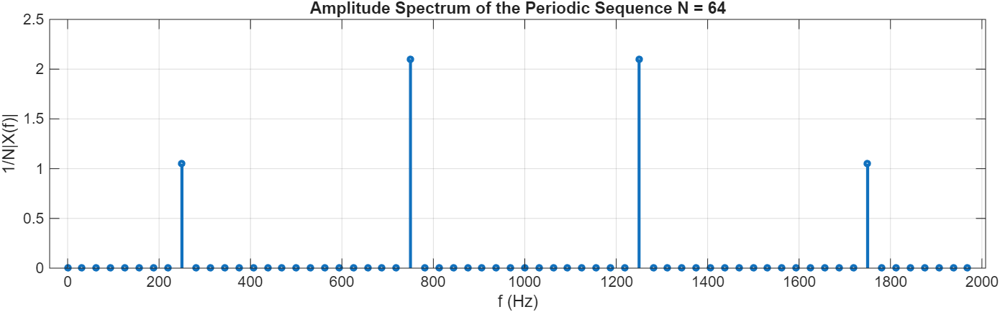 Amplitude Spectrum of the Periodic Sequence N = 64
2.5
2
1.5
1
0.5
0
1/N|X(f)|
0 200 400 600 800 1000 1200 1400 1600 1800 2000
f (Hz)